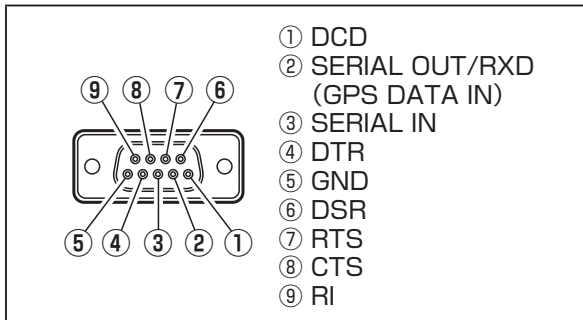 ⑨ ⑧ ⑦ ⑥
⑤ ④ ③ ② ①
① DCD
② SERIAL OUT/RXD
(GPS DATA IN)
③ SERIAL IN
④ DTR
⑤ GND
⑥ DSR
⑦ RTS
⑧ CTS
⑨ RI